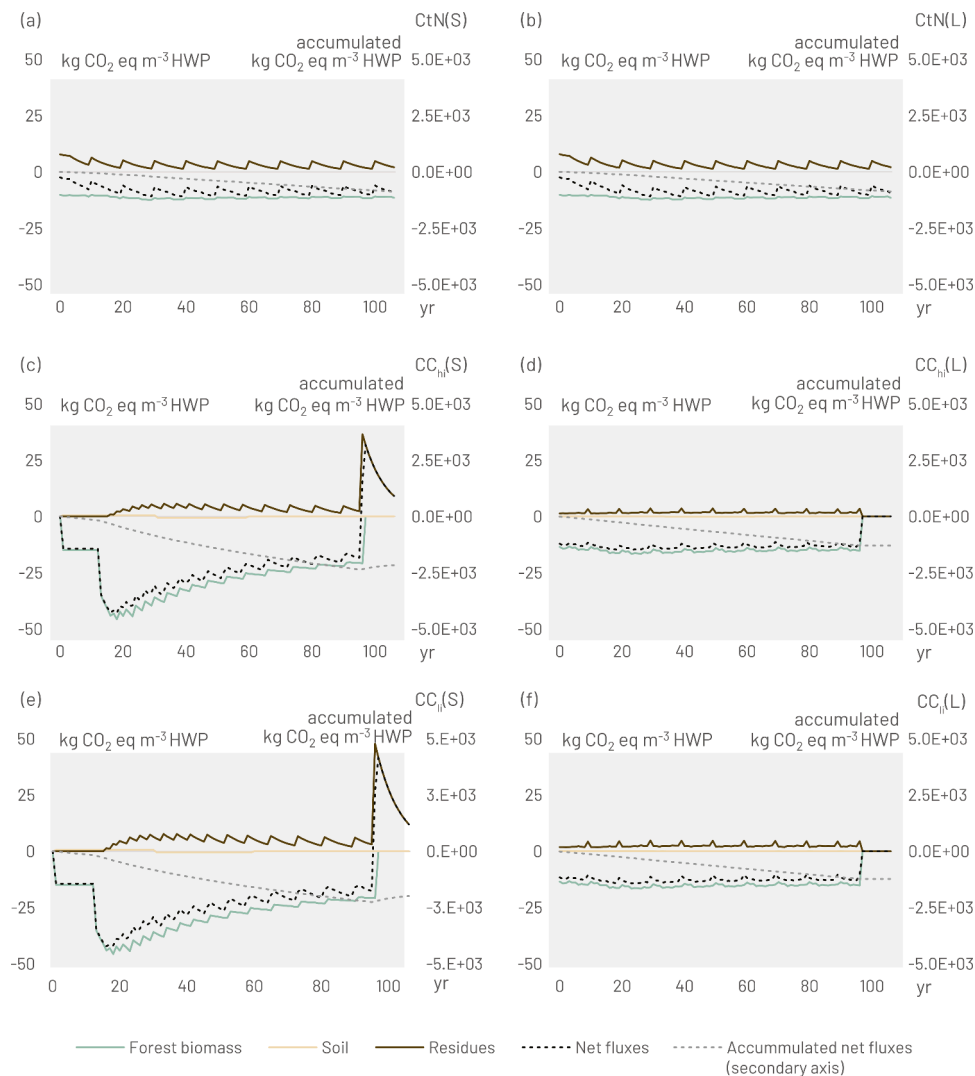 (a) CtN(S)
accumulated
50 kg CO₂ eq m⁻³ HWP kg CO₂ eq m⁻³ HWP 5.0E+03
25 2.5E+03
0 0.0E+00
-25 -2.5E+03
-50 -5.0E+03
0 20 40 60 80 100 yr
(b) CtN(L)
accumulated
50 kg CO₂ eq m⁻³ HWP kg CO₂ eq m⁻³ HWP 5.0E+03
25 2.5E+03
0 0.0E+00
-25 -2.5E+03
-50 -5.0E+03
0 20 40 60 80 100 yr
(c) CC_hi(S)
accumulated
50 kg CO₂ eq m⁻³ HWP kg CO₂ eq m⁻³ HWP 5.0E+03
25 2.5E+03
0 0.0E+00
-25 -2.5E+03
-50 -5.0E+03
0 20 40 60 80 100 yr
(d) CC_hi(L)
accumulated
50 kg CO₂ eq m⁻³ HWP kg CO₂ eq m⁻³ HWP 5.0E+03
25 2.5E+03
0 0.0E+00
-25 -2.5E+03
-50 -5.0E+03
0 20 40 60 80 100 yr
(e) CC_li(S)
accumulated
50 kg CO₂ eq m⁻³ HWP kg CO₂ eq m⁻³ HWP 5.E+03
25 3.E+03
0 0.E+00
-25 -3.E+03
-50 -5.E+03
0 20 40 60 80 100 yr
(f) CC_li(L)
accumulated
50 kg CO₂ eq m⁻³ HWP kg CO₂ eq m⁻³ HWP 5.0E+03
25 2.5E+03
0 0.0E+00
-25 -2.5E+03
-50 -5.0E+03
0 20 40 60 80 100 yr
Forest biomass Soil Residues Net fluxes Accummulated net fluxes
(secondary axis)